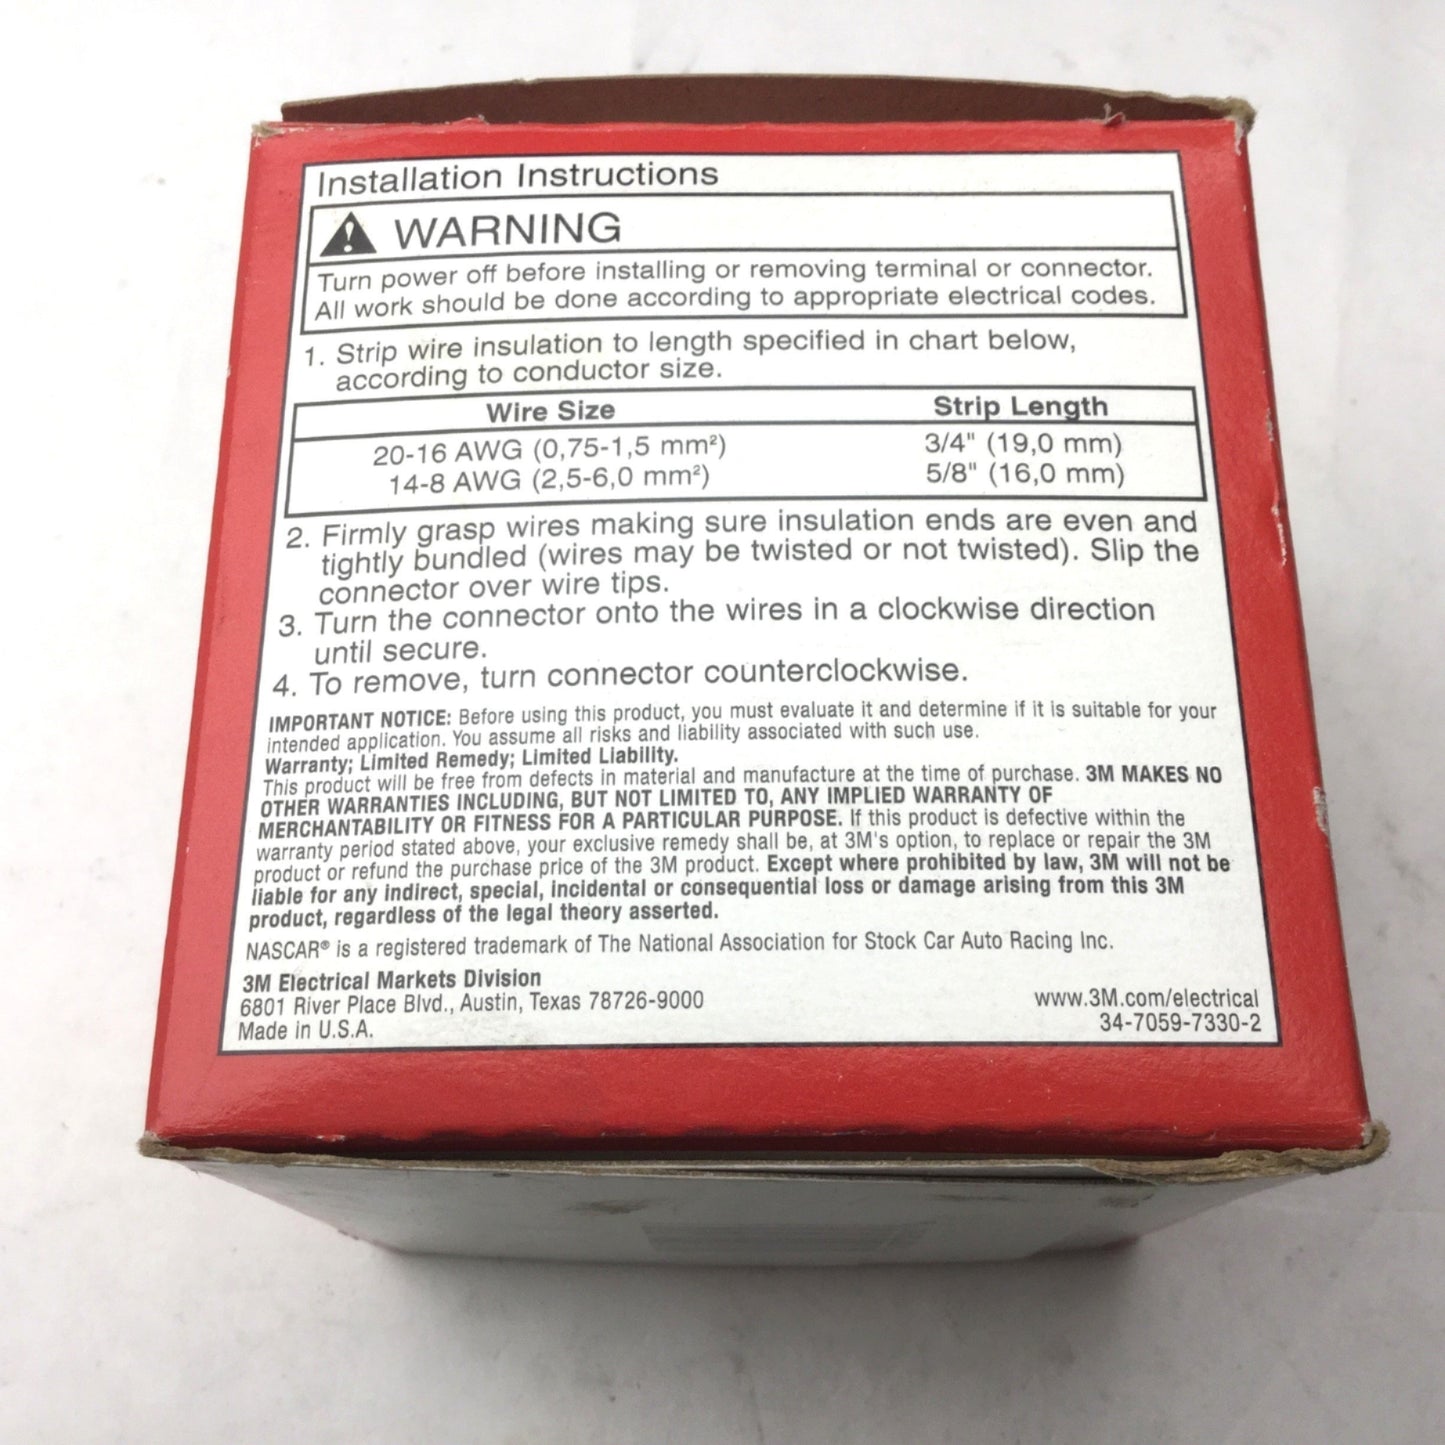 Installation Instructions
WARNING
Turn power off before installing or removing terminal or connector.
All work should be done according to appropriate electrical codes.
1. Strip wire insulation to length specified in chart below,
according to conductor size.
Wire Size Strip Length
20-16 AWG (0,75-1,5 mm²) 3/4" (19,0 mm)
14-8 AWG (2,5-6,0 mm²) 5/8" (16,0 mm)
2. Firmly grasp wires making sure insulation ends are even and
tightly bundled (wires may be twisted or not twisted). Slip the
connector over wire tips.
3. Turn the connector onto the wires in a clockwise direction
until secure.
4. To remove, turn connector counterclockwise.
IMPORTANT NOTICE: Before using this product, you must evaluate it and determine if it is suitable for your
intended application. You assume all risks and liability associated with such use.
Warranty; Limited Remedy; Limited Liability.
This product will be free from defects in material and manufacture at the time of purchase. 3M MAKES NO
OTHER WARRANTIES INCLUDING, BUT NOT LIMITED TO, ANY IMPLIED WARRANTY OF
MERCHANTABILITY OR FITNESS FOR A PARTICULAR PURPOSE. If this product is defective within the
warranty period stated above, your exclusive remedy shall be, at 3M's option, to replace or repair the 3M
product or refund the purchase price of the 3M product. Except where prohibited by law, 3M will not be
liable for any indirect, special, incidental or consequential loss or damage arising from this 3M
product, regardless of the legal theory asserted.
NASCAR® is a registered trademark of The National Association for Stock Car Auto Racing Inc.
3M Electrical Markets Division
6801 River Place Blvd., Austin, Texas 78726-9000 www.3M.com/electrical
Made in U.S.A. 34-7059-7330-2